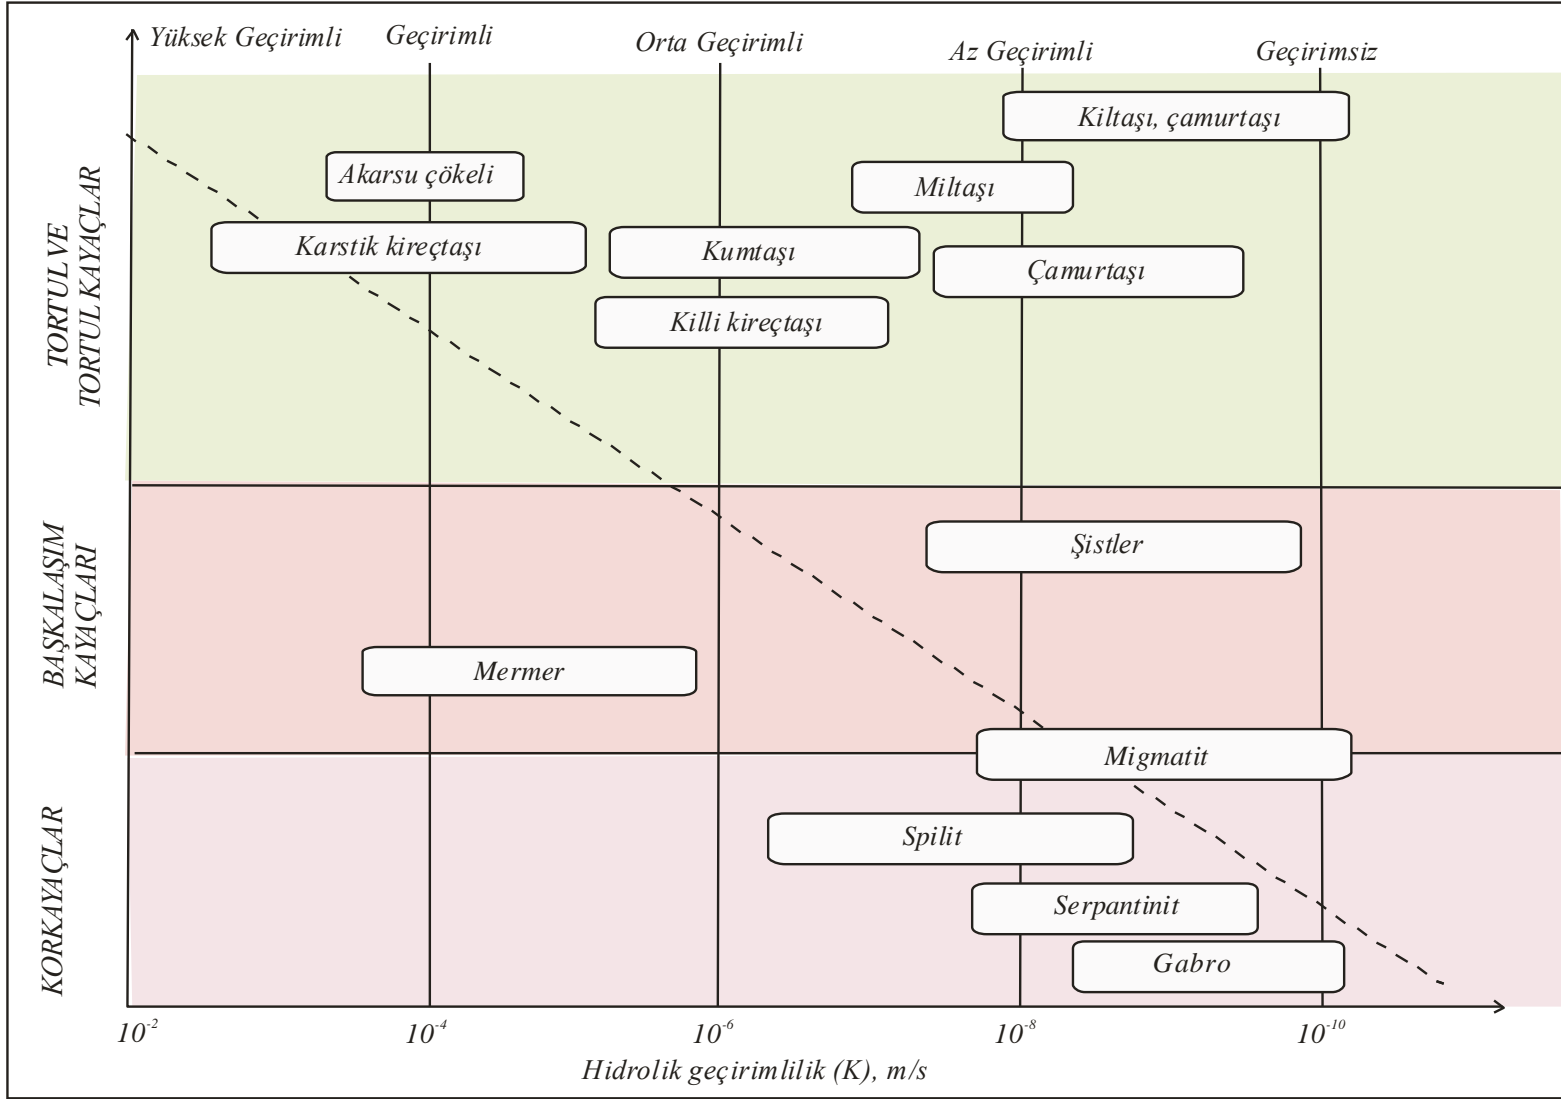 Yüksek Geçirimli
Geçirimli
Orta Geçirimli
Az Geçirimli
Geçirimsiz
TORTUL VE
TORTUL KAYAÇLAR
Kiltaşı, çamurtaşı
Akarsu çökeli
Miltaşı
Karstik kireçtaşı
Kumtaşı
Çamurtaşı
Killi kireçtaşı
BAŞKALAŞIM
KAYAÇLARI
Şistler
Mermer
Migmatit
KORKAYAÇLAR
Spilit
Serpantinit
Gabro
10⁻²
10⁻⁴
10⁻⁶
10⁻⁸
10⁻¹⁰
Hidrolik geçirimlilik (K), m/s